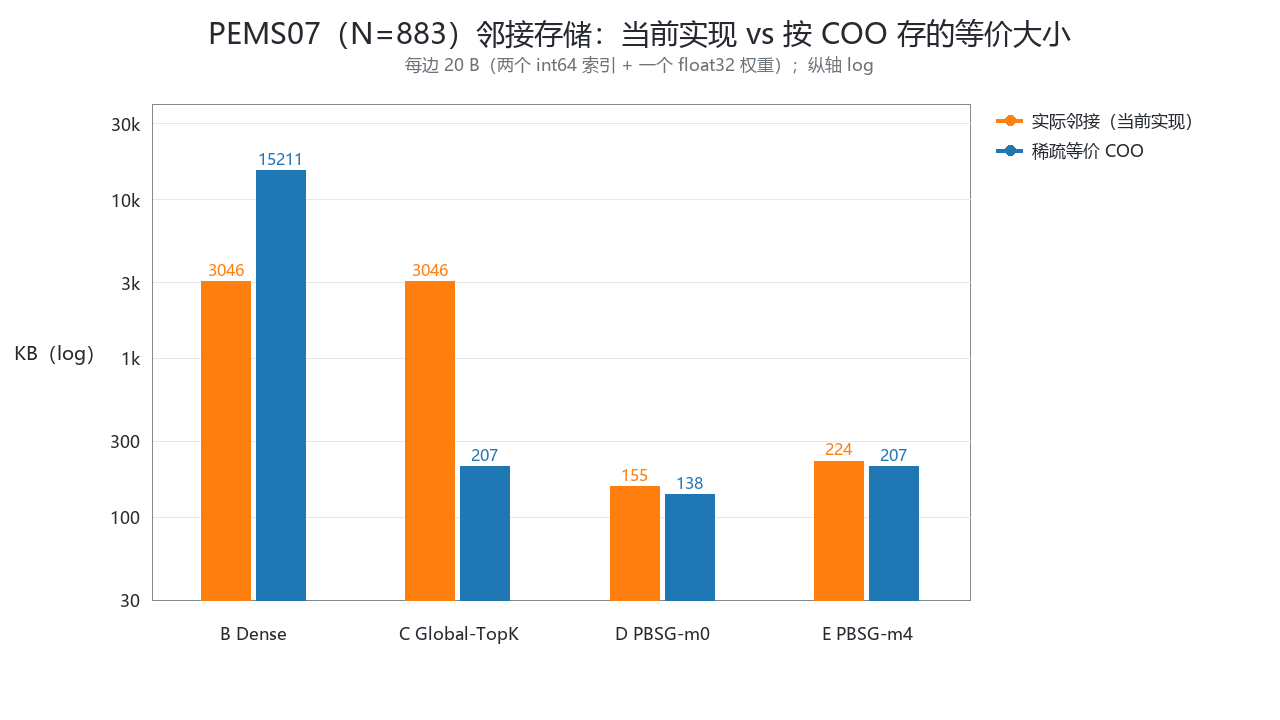 PEMS07（N=883）邻接存储：当前实现 vs 按 COO 存的等价大小
每边 20 B（两个 int64 索引 + 一个 float32 权重）；纵轴 log
实际邻接（当前实现）
稀疏等价 COO
KB（log）
30k
10k
3k
1k
300
100
30
3046
15211
3046
207
155
138
224
207
B Dense
C Global-TopK
D PBSG-m0
E PBSG-m4